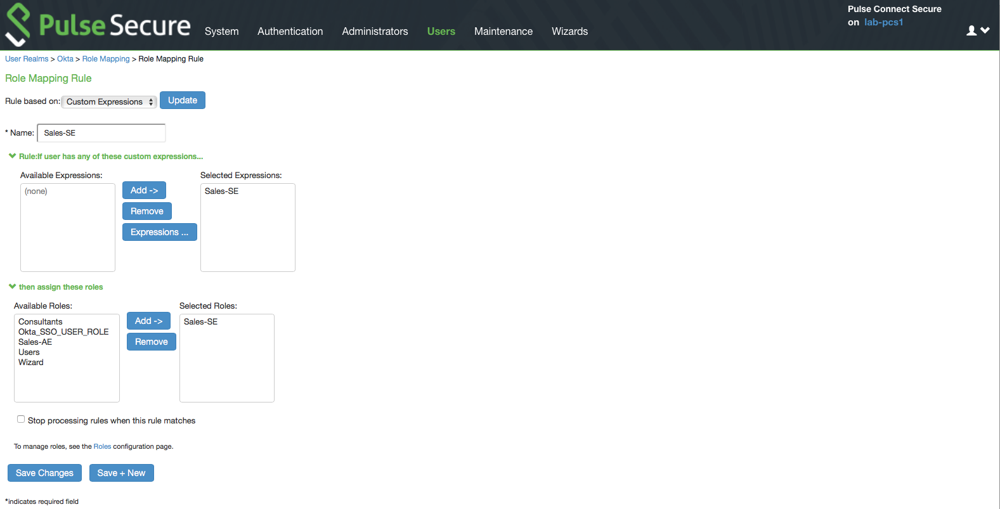 Pulse Secure
System Authentication Administrators Users Maintenance Wizards
Pulse Connect Secure
on lab-pcs1
User Realms > Okta > Role Mapping > Role Mapping Rule
Role Mapping Rule
Rule based on: Custom Expressions Update
* Name: Sales-SE
Rule:If user has any of these custom expressions...
Available Expressions: Selected Expressions:
(none) Add -> Sales-SE
Remove
Expressions ...
then assign these roles
Available Roles: Selected Roles:
Consultants Add -> Sales-SE
Okta_SSO_USER_ROLE
Sales-AE Remove
Users
Wizard
Stop processing rules when this rule matches
To manage roles, see the Roles configuration page.
Save Changes Save + New
*indicates required field